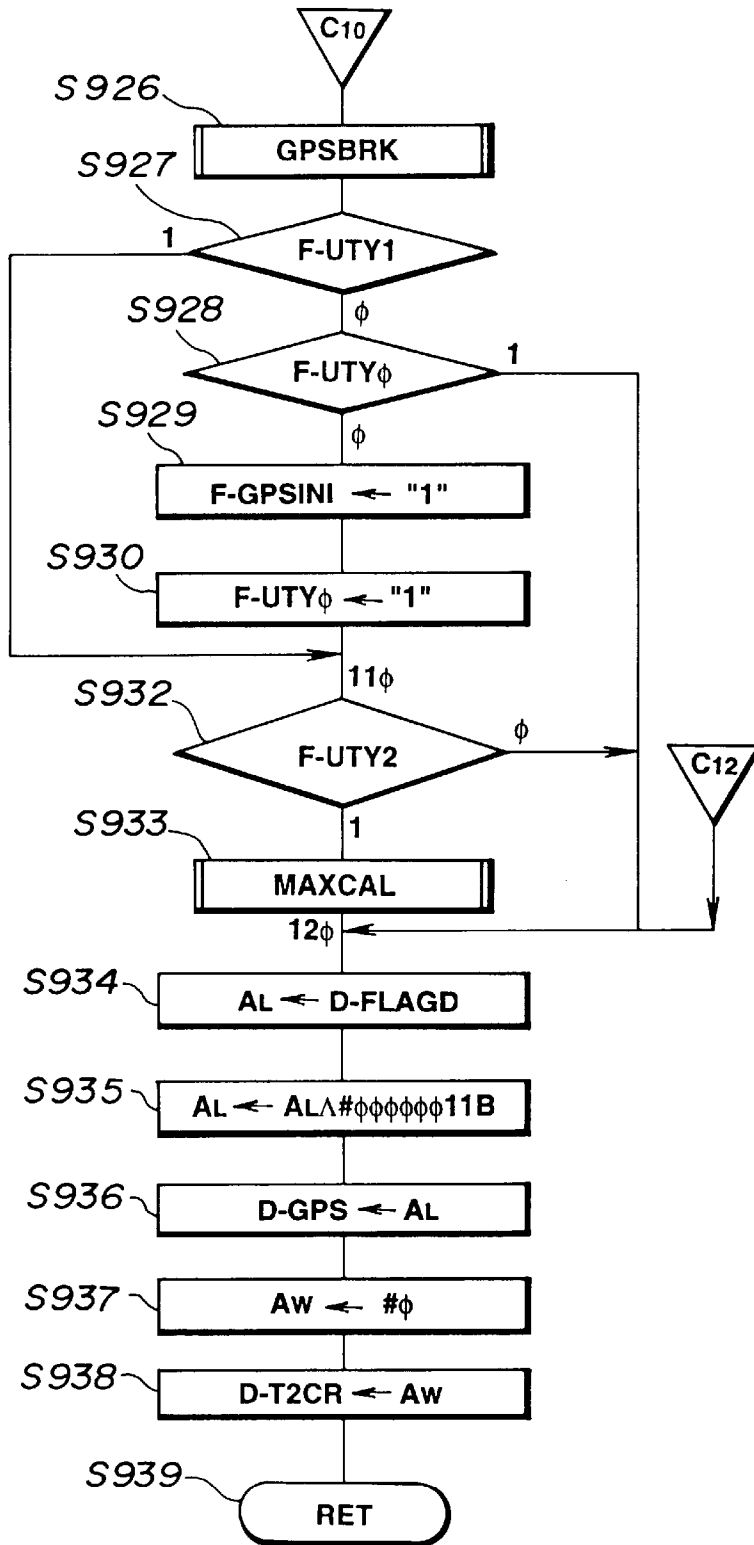 C10
S926
GPSBRK
S927
1
F-UTY1
ϕ
S928
1
F-UTYϕ
ϕ
S929
F-GPSINI ← "1"
S930
F-UTYϕ ← "1"
11ϕ
S932
ϕ
F-UTY2
C12
1
S933
MAXCAL
12ϕ
S934
AL ← D-FLAGD
S935
AL ← ALΛ#ϕϕϕϕϕϕ11B
S936
D-GPS ← AL
S937
AW ← #ϕ
S938
D-T2CR ← AW
S939
RET